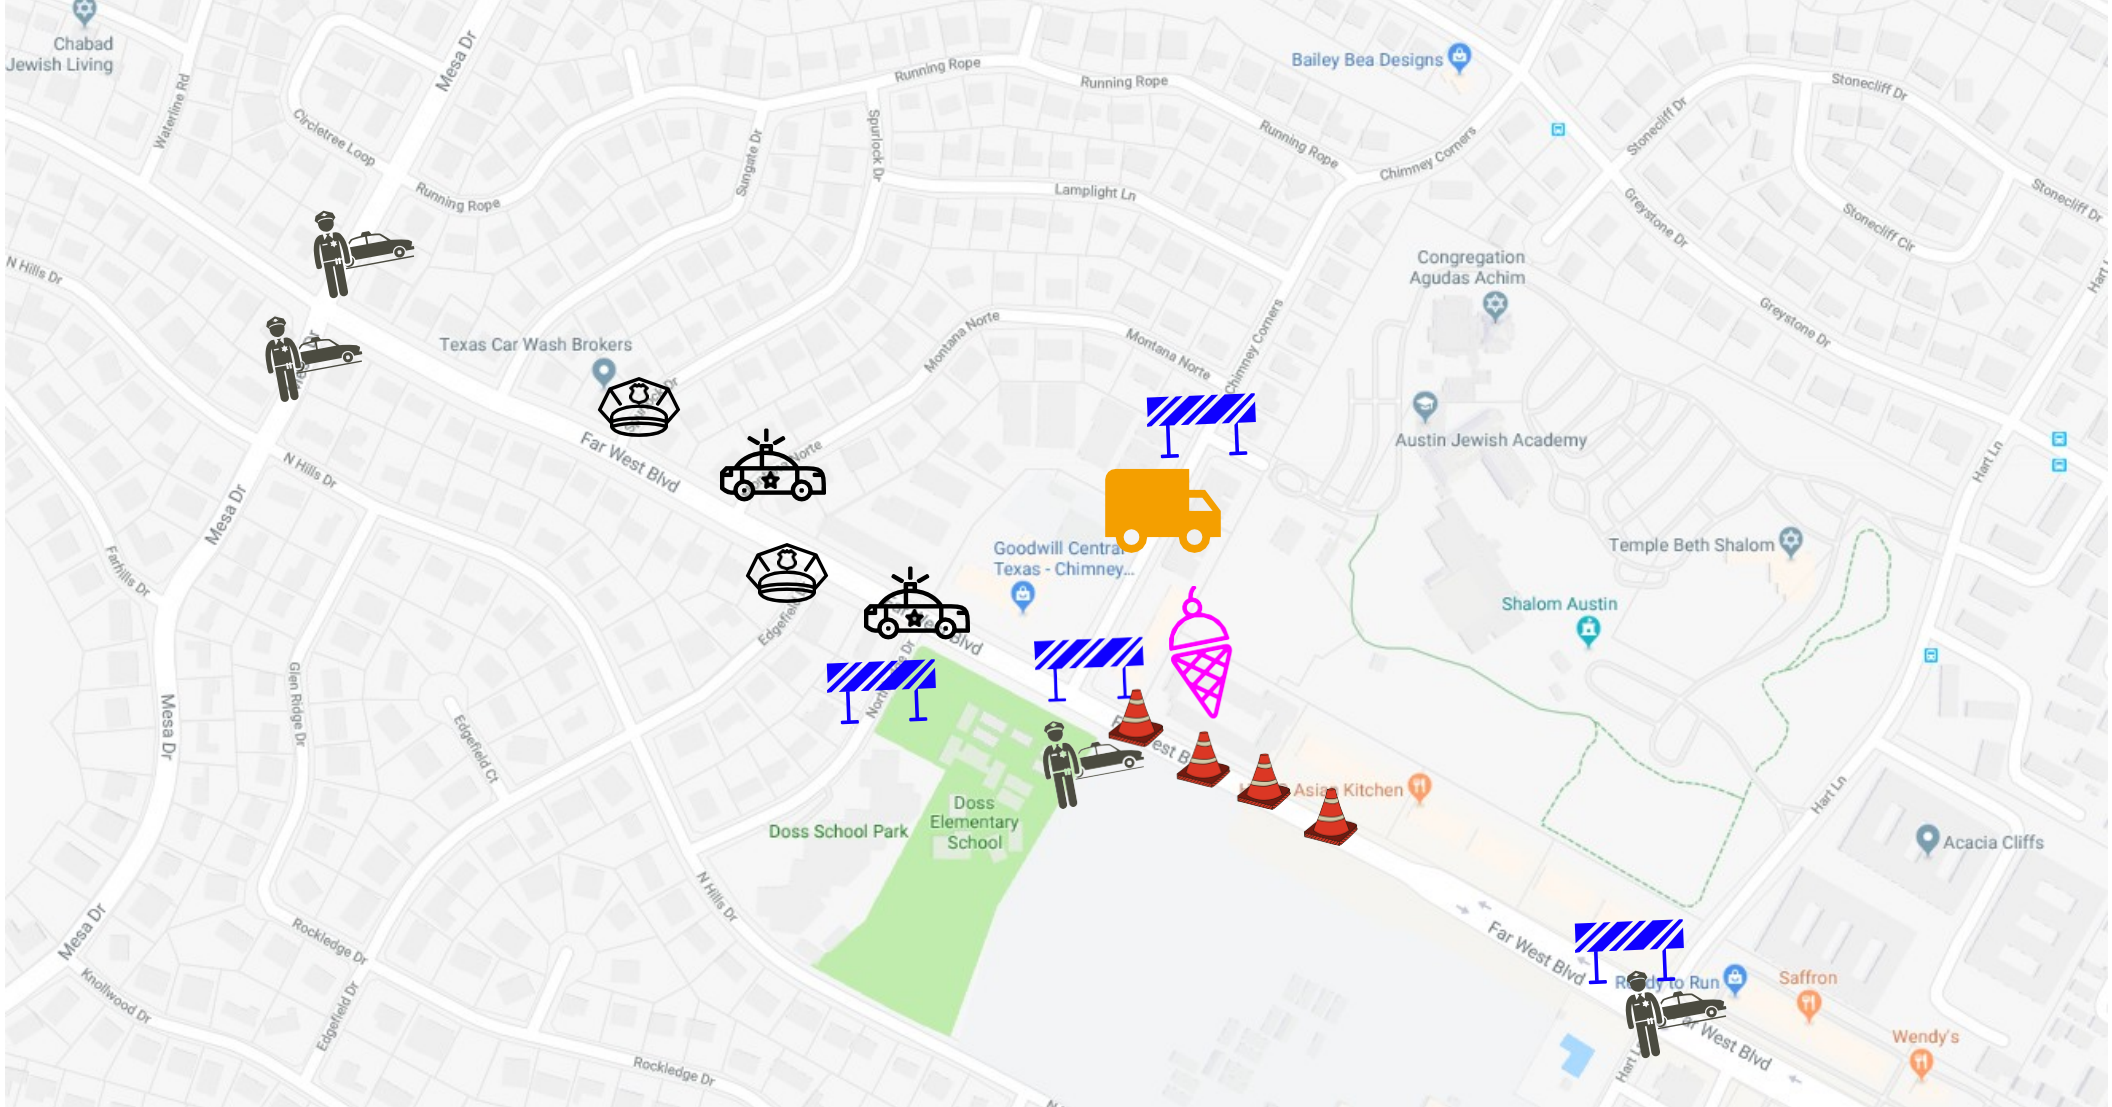 Chabad
Jewish Living
Waterline Rd
Mesa Dr
Circletree Loop
Running Rope
Running Rope
Running Rope
Running Rope
Sungate Dr
Spurlock Dr
Lamplight Ln
Bailey Bea Designs
Chimney Corners
Stonecliff Dr
Stonecliff Dr
Stonecliff Dr
Stonecliff Cir
Greystone Dr
Greystone Dr
Congregation
Agudas Achim
N Hills Dr
Texas Car Wash Brokers
Montana Norte
Montana Norte
Chimney Corners
Austin Jewish Academy
Hart Ln
Far West Blvd
N Hills Dr
Mesa Dr
Farhills Dr
Goodwill Central
Texas - Chimney...
Temple Beth Shalom
Shalom Austin
Glen Ridge Dr
Mesa Dr
Edgefield Ct
Doss
Elementary
School
Doss School Park
Asian Kitchen
Hart Ln
Acacia Cliffs
N Hills Dr
Mesa Dr
Rockledge Dr
Knollwood Dr
Edgefield Dr
Rockledge Dr
Far West Blvd
to Run
Saffron
West Blvd
Wendy's